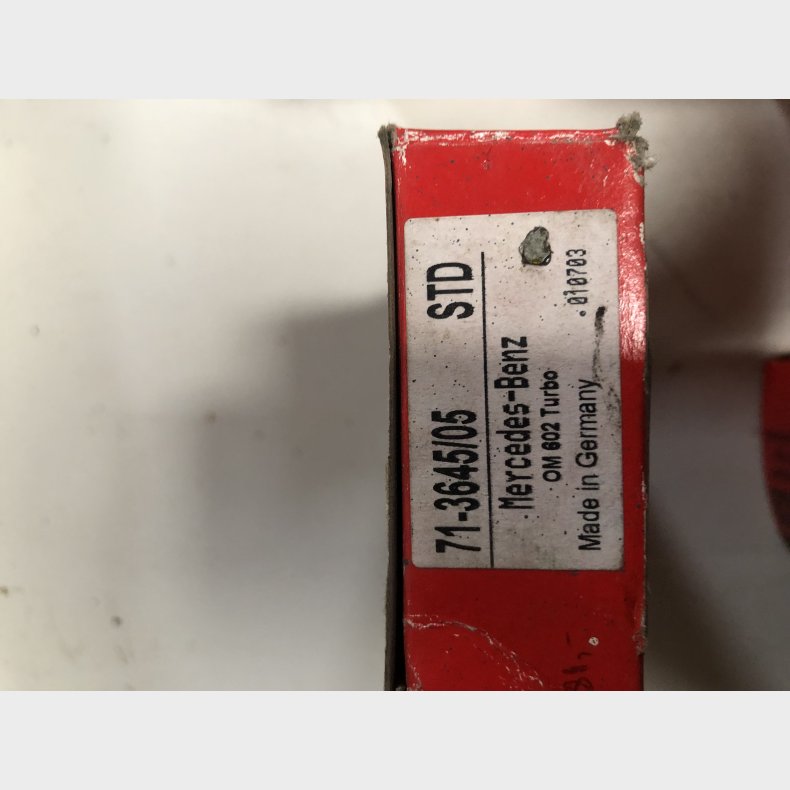 71-3645/05 STD
Mercedes-Benz
OM 602 Turbo
Made in Germany .010703